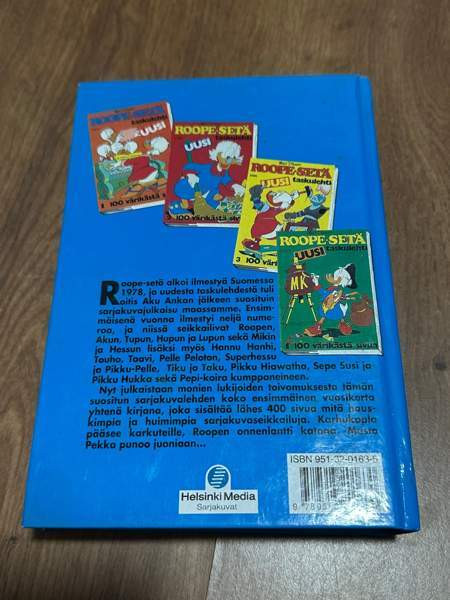 ROOPE-SETÄ
taskulehti
UUSI
1 100 värikästä s
ROOPE-SETÄ
taskulehti
UUSI
100 värikästä siv
ROOPE-SETÄ
UUSI taskulehti
3 100 värik
ROOPE-SETÄ
UUSI taskulehti
MK
100 värikästä sivua
Roope-setä alkoi ilmestyä Suomessa
1978, ja uudesta taskulehdestä tuli
oitis Aku Ankan jälkeen suosituin
sarjakuvajulkaisu maassamme. Ensim-
mäisenä vuonna ilmestyi neljä nume-
roa, ja niissä seikkailivat Roopen,
Akun, Tupun, Hupun ja Lupun sekä Mikin
ja Hessun lisäksi myös Hannu Hanhi,
Touho, Taavi, Pelle Peloton, Superhessu
ja Pikku-Pelle, Tiku ja Taku, Pikku Hiawatha, Sepe Susi ja
Pikku Hukka sekä Pepi-koira kumppaneineen.
Nyt julkaistaan monien lukijoiden toivomuksesta tämän
suositun sarjakuvalehden koko ensimmäinen vuosikerta
yhtenä kirjana, joka sisältää lähes 400 sivua mitä haus-
kimpia ja huimimpia sarjakuvaseikkailuja. Karhukopla
pääsee karkuteille, Roopen onnenlantti katoaa, Musta
Pekka punoo juoniaan...
ISBN 951-32-0163-5
Helsinki Media
Sarjakuvat